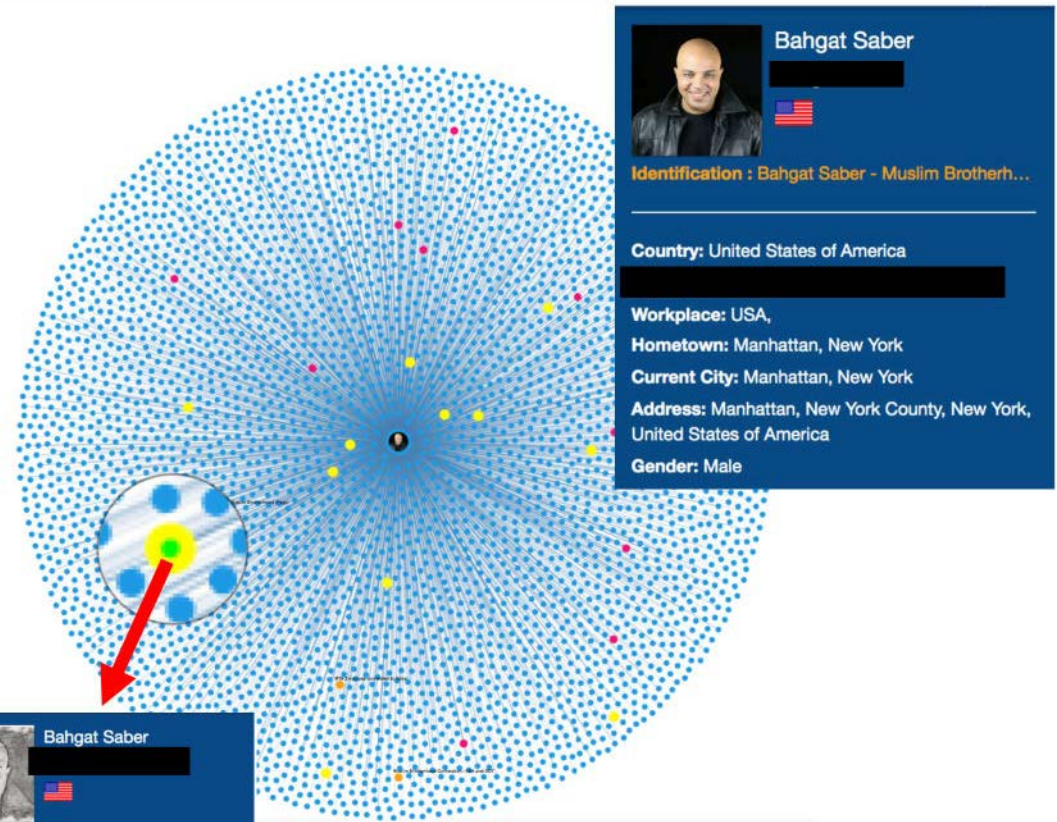 Bahgat Saber
Identification : Bahgat Saber - Muslim Brotherh...
Country: United States of America
Workplace: USA,
Hometown: Manhattan, New York
Current City: Manhattan, New York
Address: Manhattan, New York County, New York,
United States of America
Gender: Male
Bahgat Saber